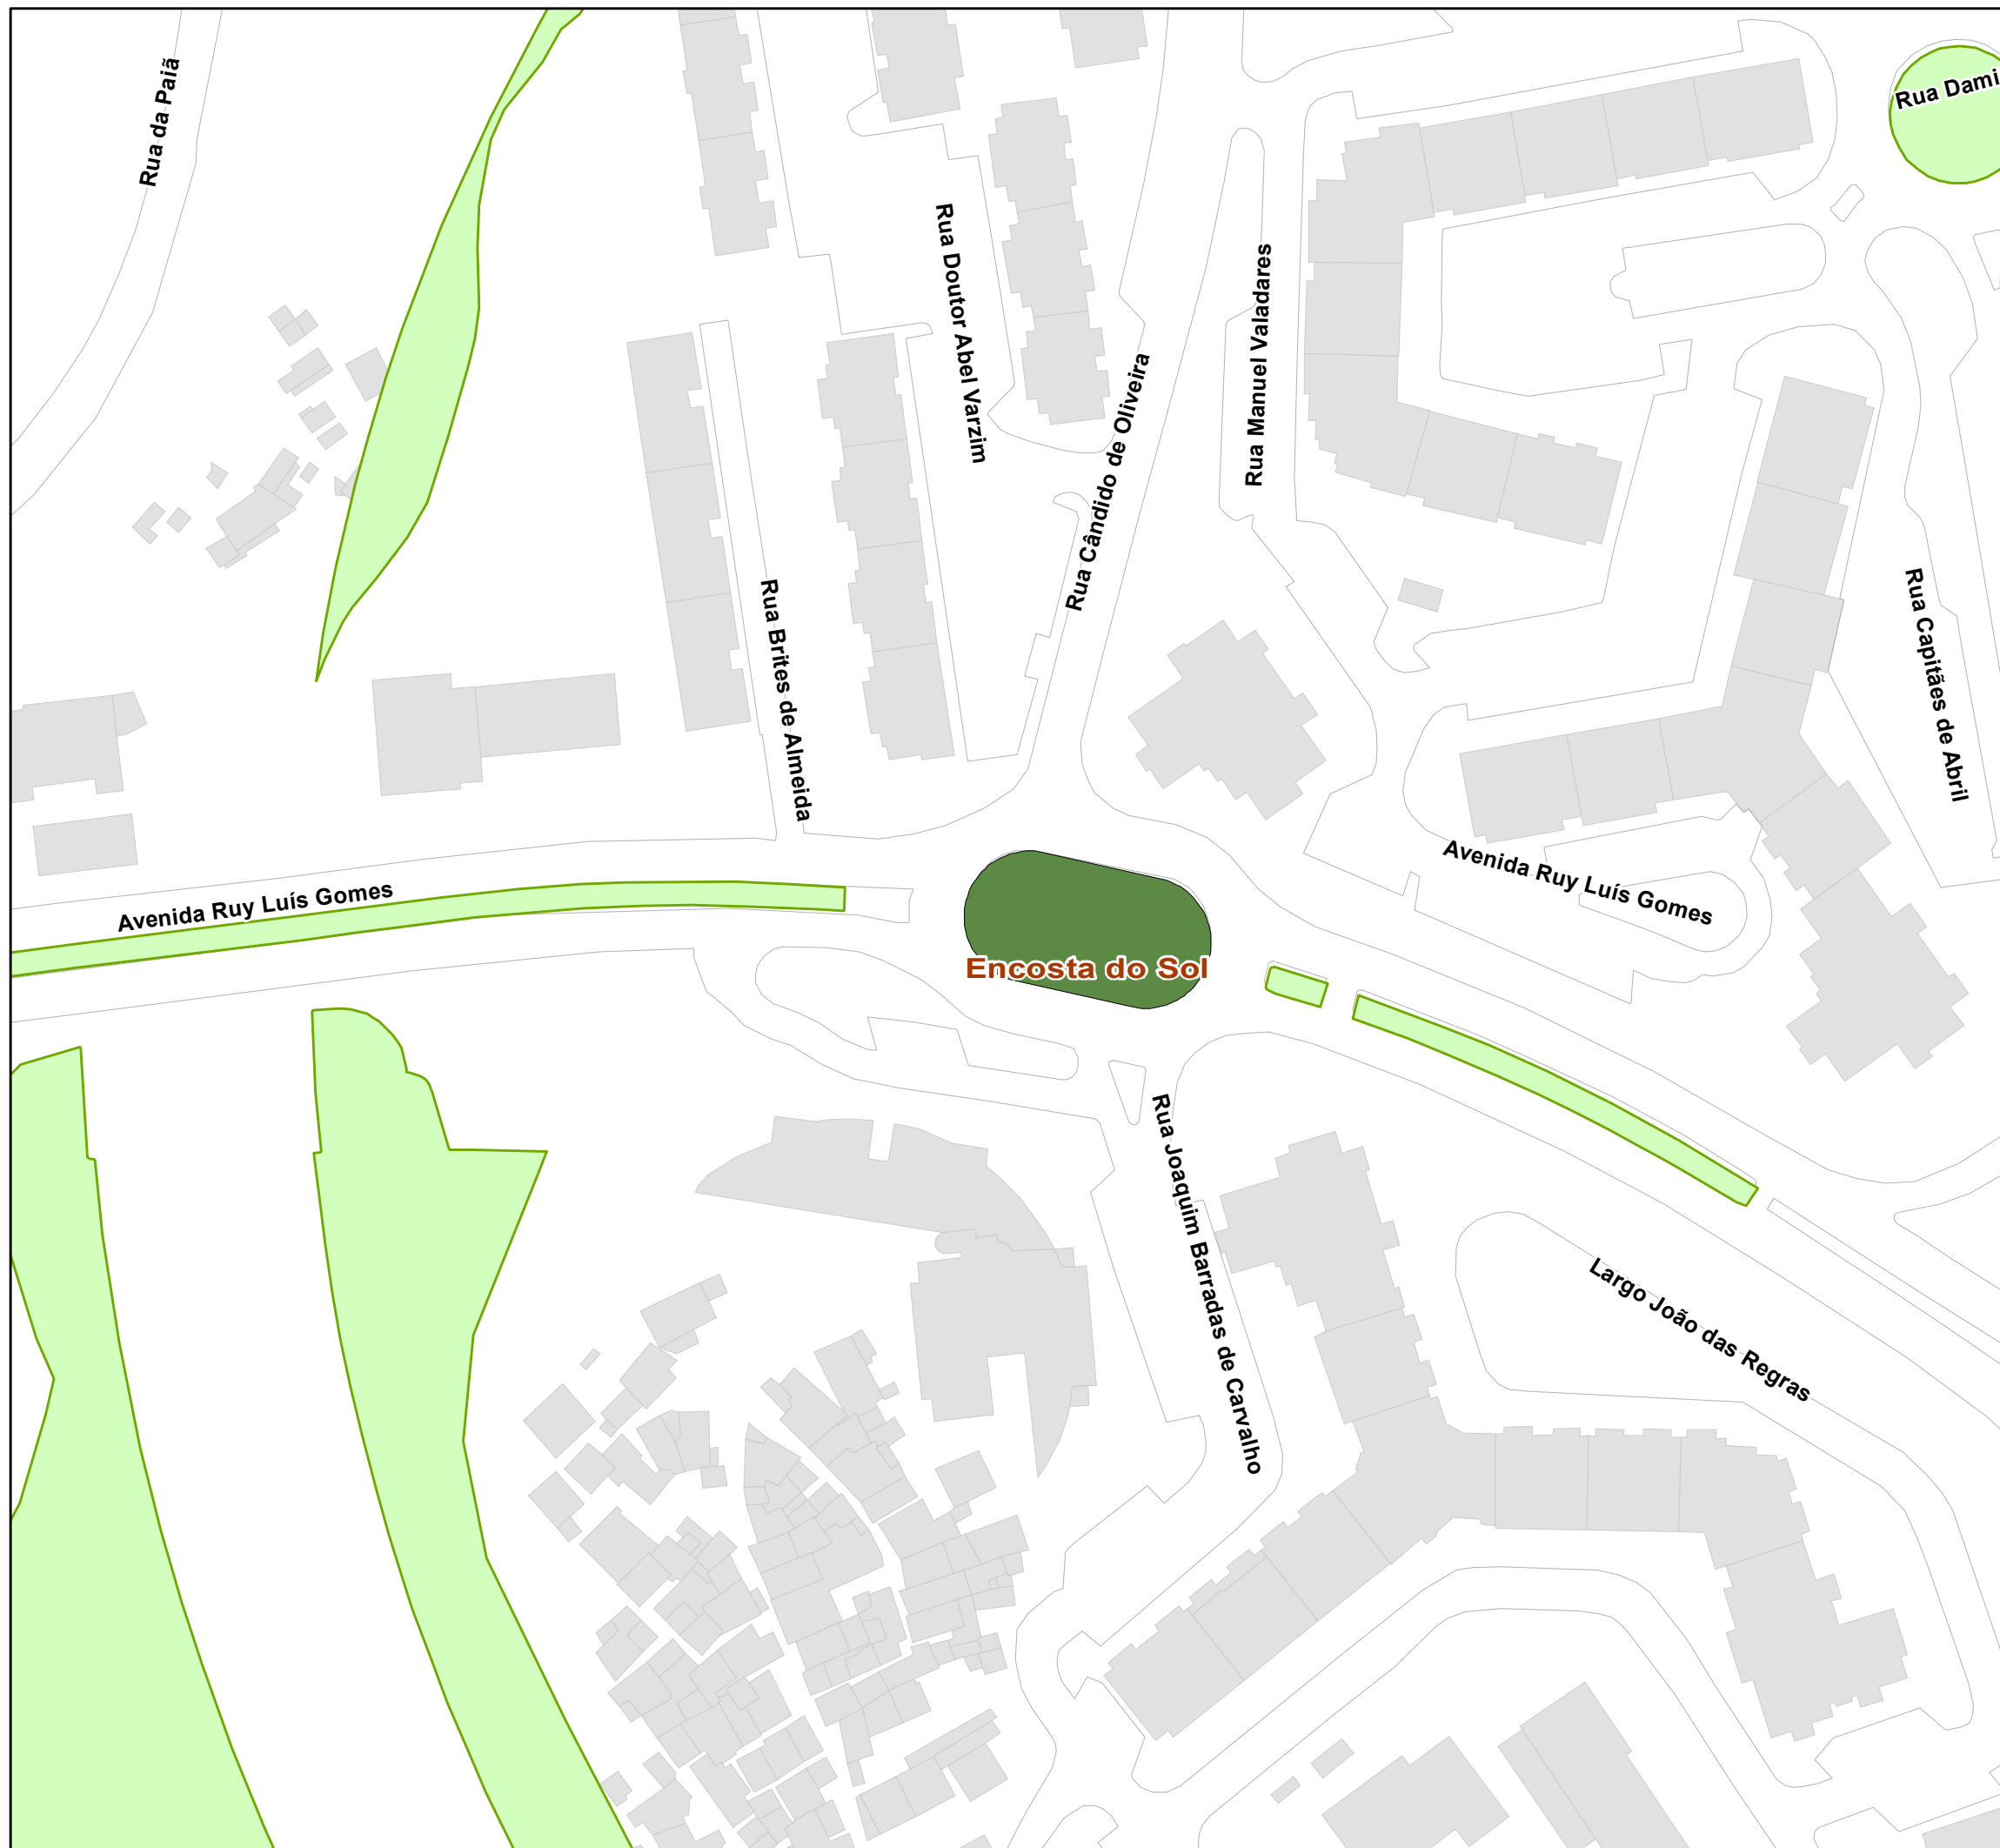 Rua da Paiã
Rua Dami
Rua Doutor Abel Varzim
Rua Manuel Valadares
Rua Cândido de Oliveira
Rua Brites de Almeida
Rua Capitães de Abril
Avenida Ruy Luís Gomes
Avenida Ruy Luís Gomes
Encosta do Sol
Rua Joaquim Barradas de Carvalho
Largo João das Regras